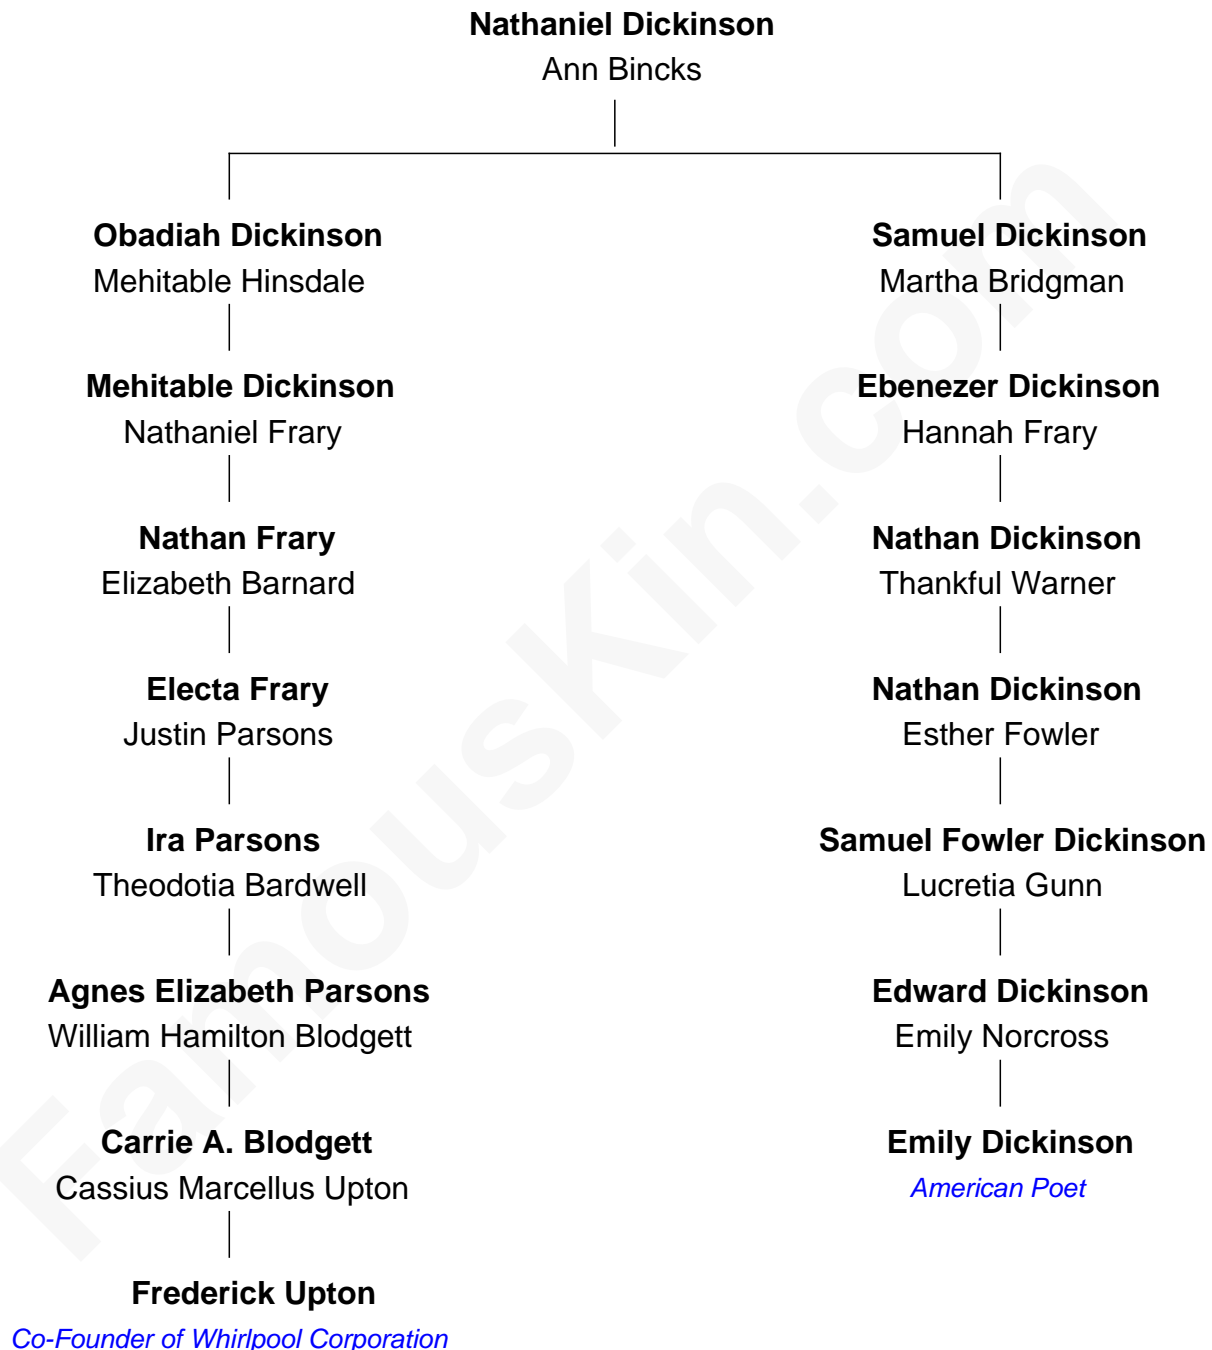 Nathaniel Dickinson
Ann Bincks
Obadiah Dickinson
Mehitable Hinsdale
Samuel Dickinson
Martha Bridgman
Mehitable Dickinson
Nathaniel Frary
Ebenezer Dickinson
Hannah Frary
Nathan Frary
Elizabeth Barnard
Nathan Dickinson
Thankful Warner
Electa Frary
Justin Parsons
Nathan Dickinson
Esther Fowler
Ira Parsons
Theodotia Bardwell
Samuel Fowler Dickinson
Lucretia Gunn
Agnes Elizabeth Parsons
William Hamilton Blodgett
Edward Dickinson
Emily Norcross
Carrie A. Blodgett
Cassius Marcellus Upton
Emily Dickinson
American Poet
Frederick Upton
Co-Founder of Whirlpool Corporation
FamousKin.com